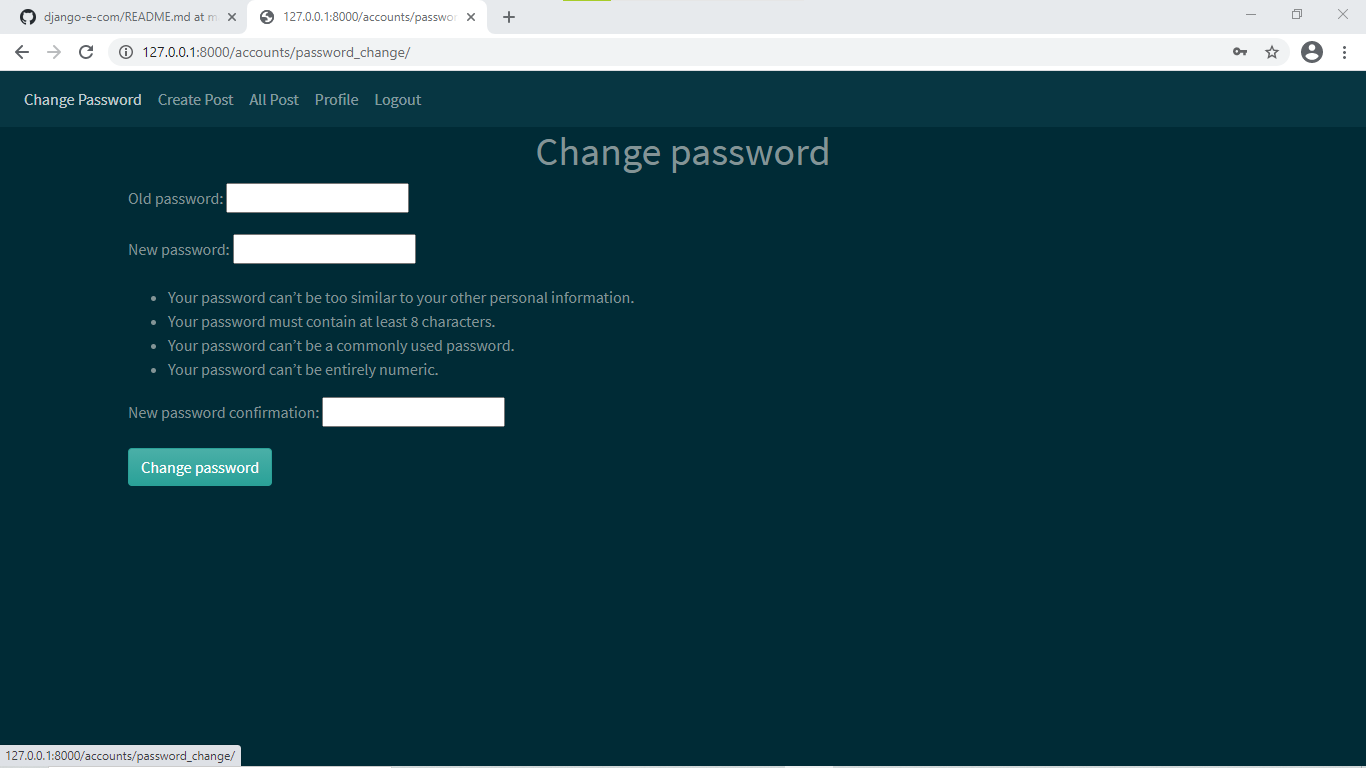 django-e-com/README.md at m
127.0.0.1:8000/accounts/passwor
127.0.0.1:8000/accounts/password_change/
Change Password Create Post All Post Profile Logout
Change password
Old password:
New password:
• Your password can’t be too similar to your other personal information.
• Your password must contain at least 8 characters.
• Your password can’t be a commonly used password.
• Your password can’t be entirely numeric.
New password confirmation:
Change password
127.0.0.1:8000/accounts/password_change/